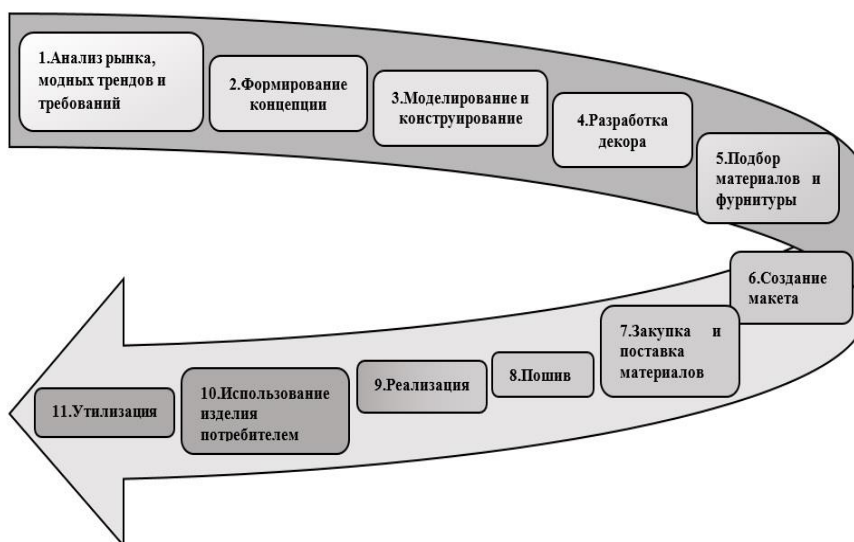 1.Анализ рынка,
модных трендов и
требований
2.Формирование
концепции
3.Моделирование и
конструирование
4.Разработка
декора
5.Подбор
материалов и
фурнитуры
6.Создание
макета
7.Закупка и
поставка
материалов
8.Пошив
9.Реализация
10.Использование
изделия
потребителем
11.Утилизация